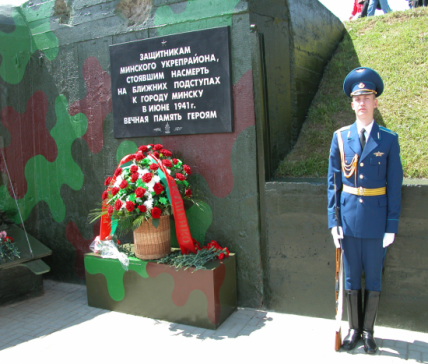 ЗАЩИТНИКАМ
МИНСКОГО УКРЕПРАЙОНА,
СТОЯВШИМ НАСМЕРТЬ
НА БЛИЖНИХ ПОДСТУПАХ
К ГОРОДУ МИНСКУ
В ИЮНЕ 1941г.
ВЕЧНАЯ ПАМЯТЬ ГЕРОЯМ